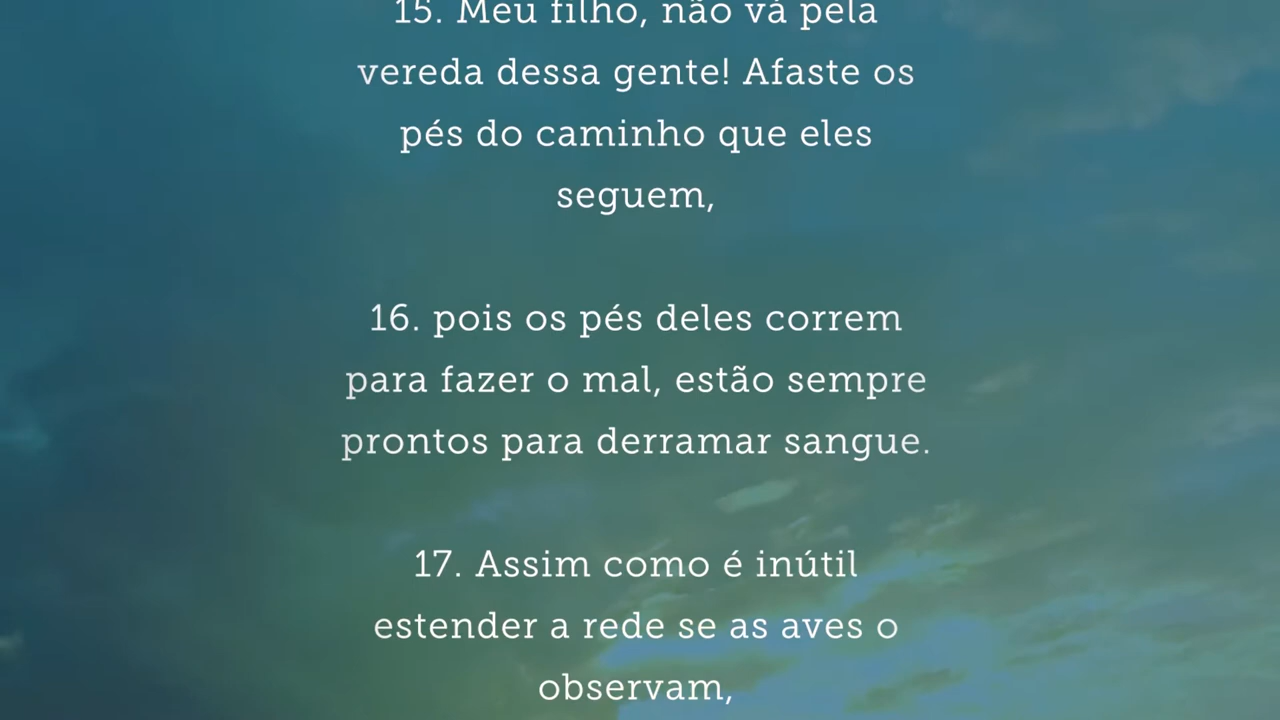 15. Meu filho, não vá pela
vereda dessa gente! Afaste os
pés do caminho que eles
seguem,
16. pois os pés deles correm
para fazer o mal, estão sempre
prontos para derramar sangue.
17. Assim como é inútil
estender a rede se as aves o
observam,